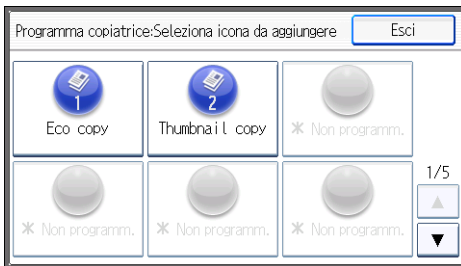 Programma copiatrice:Seleziona icona da aggiungere
Esci
1
Eco copy
2
Thumbnail copy
* Non programm.
1/5
* Non programm.
* Non programm.
* Non programm.